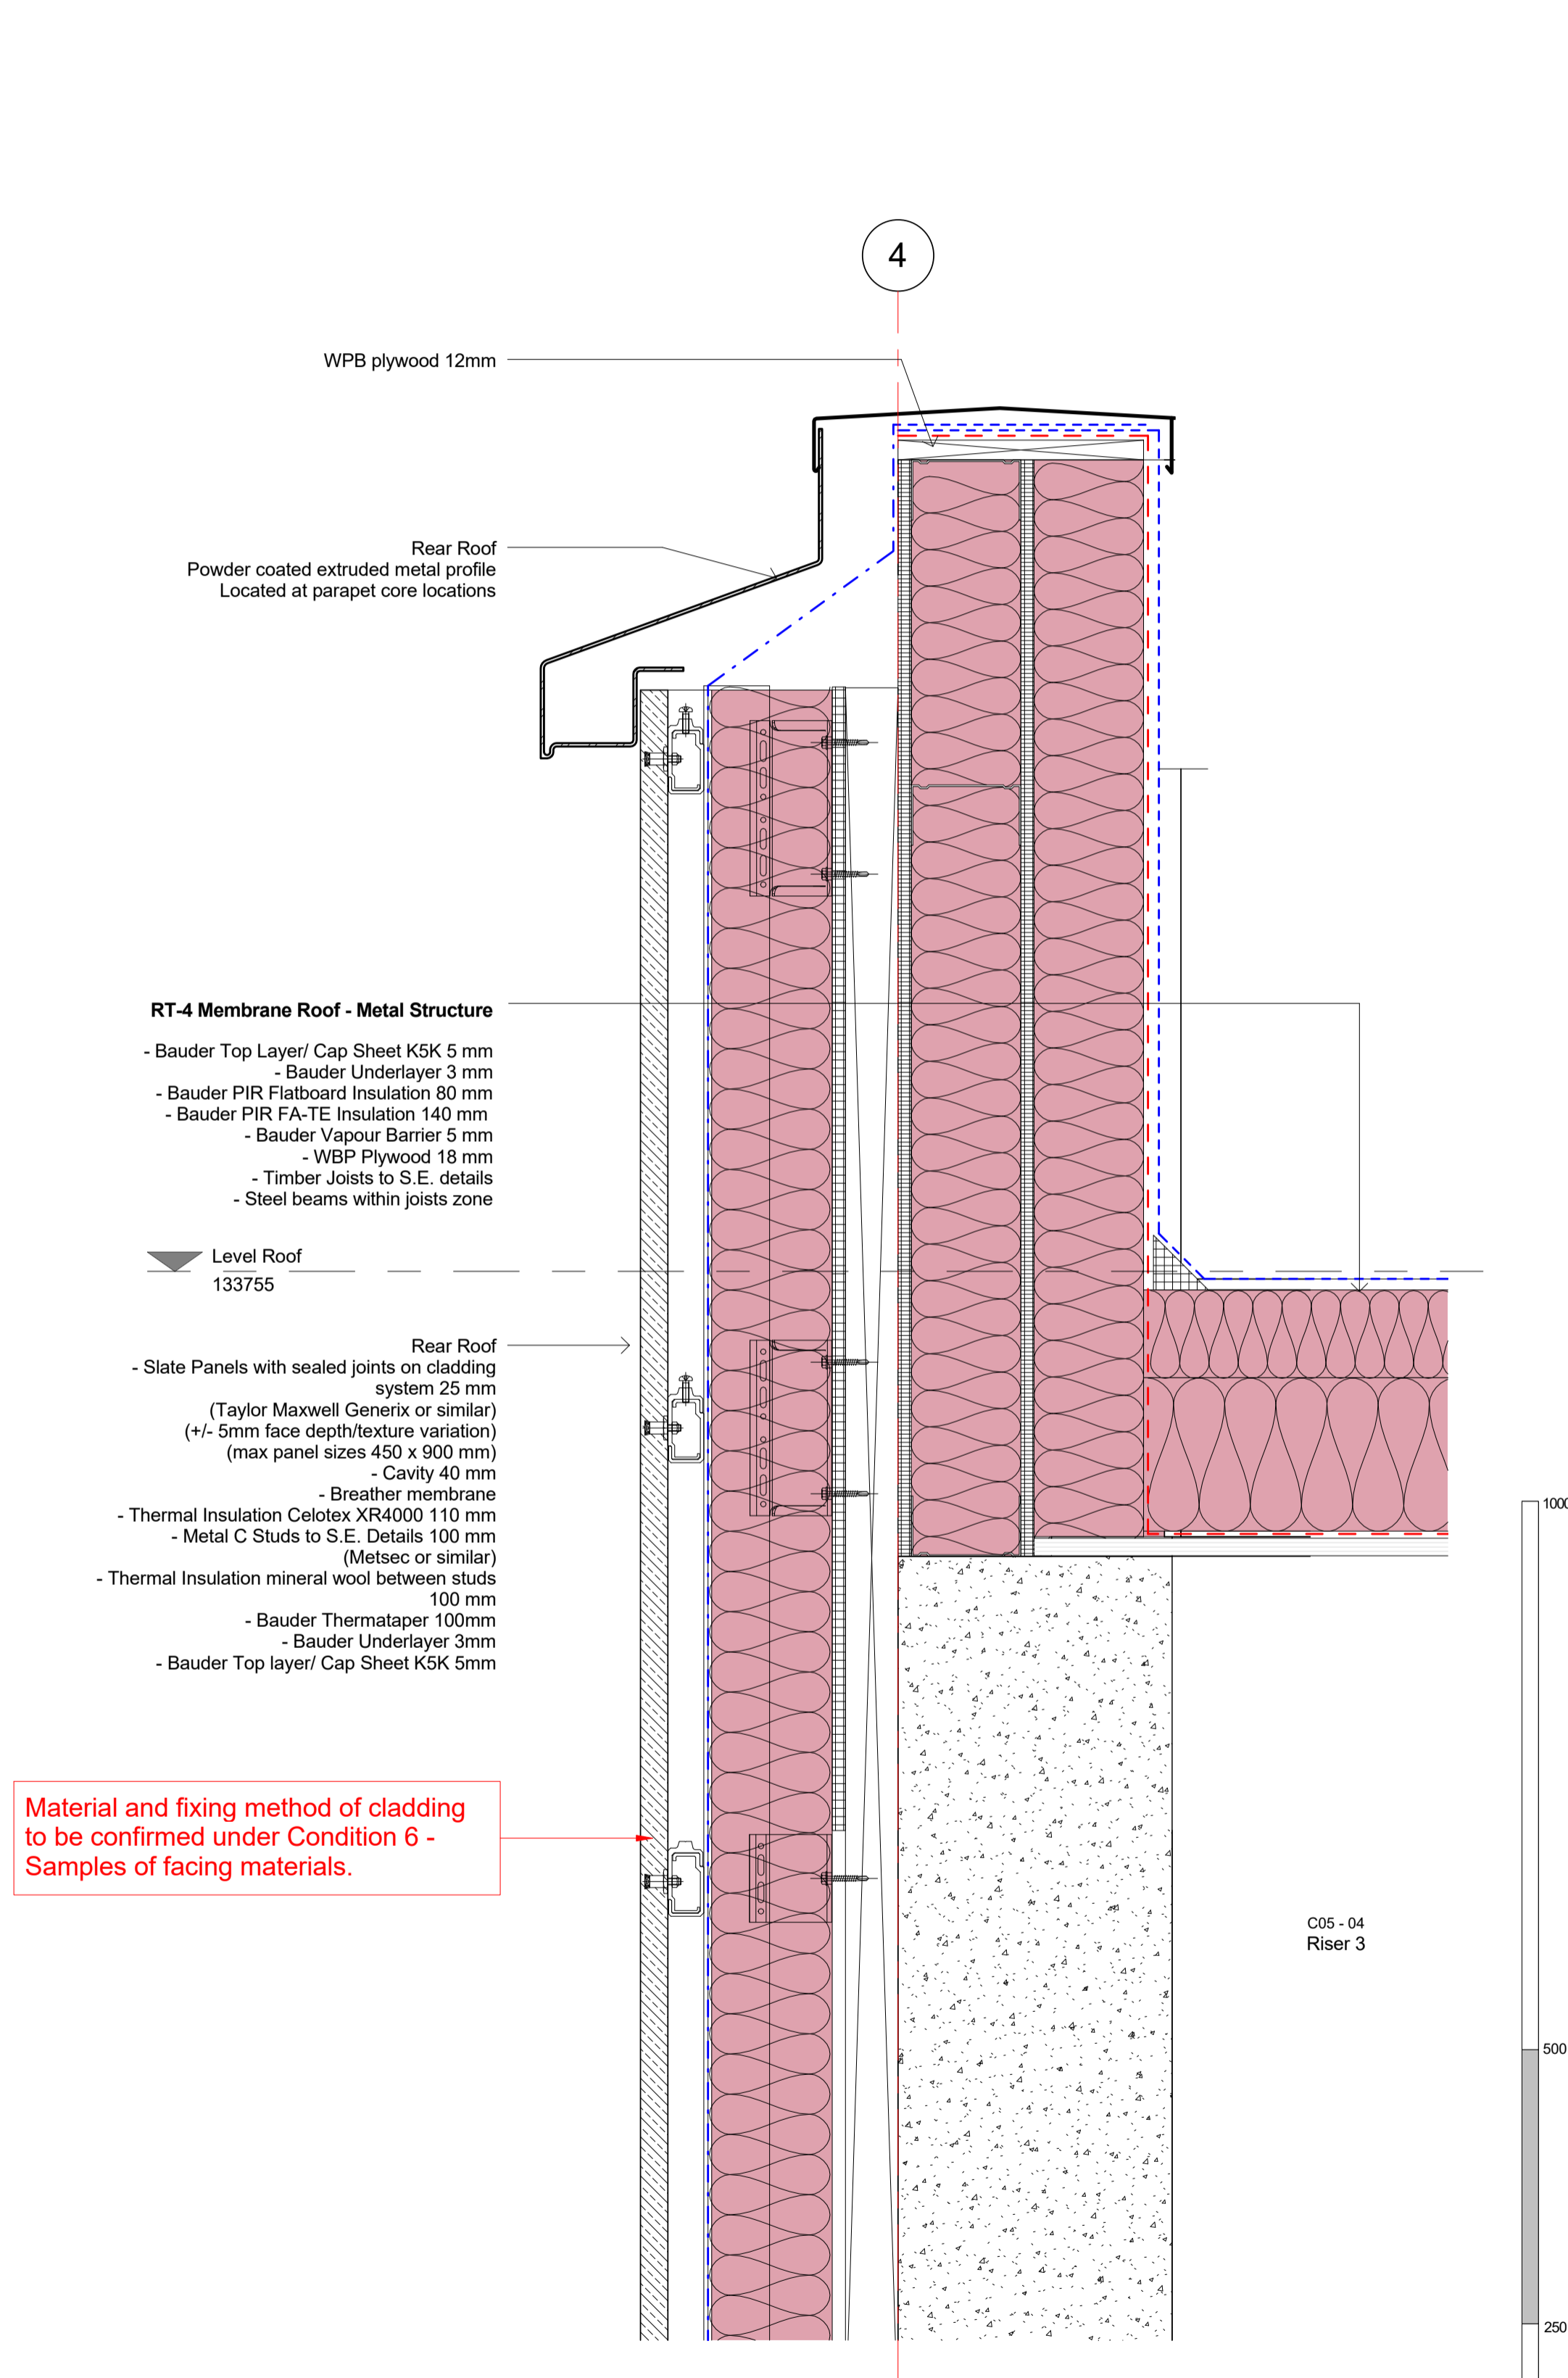 4
WPB plywood 12mm
Rear Roof
Powder coated extruded metal profile
Located at parapet core locations
RT-4 Membrane Roof - Metal Structure
- Bauder Top Layer/ Cap Sheet K5K 5 mm
- Bauder Underlayer 3 mm
- Bauder PIR Flatboard Insulation 80 mm
- Bauder PIR FA-TE Insulation 140 mm
- Bauder Vapour Barrier 5 mm
- WBP Plywood 18 mm
- Timber Joists to S.E. details
- Steel beams within joists zone
Level Roof
133755
Rear Roof
- Slate Panels with sealed joints on cladding
system 25 mm
(Taylor Maxwell Generix or similar)
(+/- 5mm face depth/texture variation)
(max panel sizes 450 x 900 mm)
- Cavity 40 mm
- Breather membrane
- Thermal Insulation Celotex XR4000 110 mm
- Metal C Studs to S.E. Details 100 mm
(Metsec or similar)
- Thermal Insulation mineral wool between studs
100 mm
- Bauder Thermataper 100mm
- Bauder Underlayer 3mm
- Bauder Top layer/ Cap Sheet K5K 5mm
Material and fixing method of cladding
to be confirmed under Condition 6 -
Samples of facing materials.
C05 - 04
Riser 3
1000
500
250